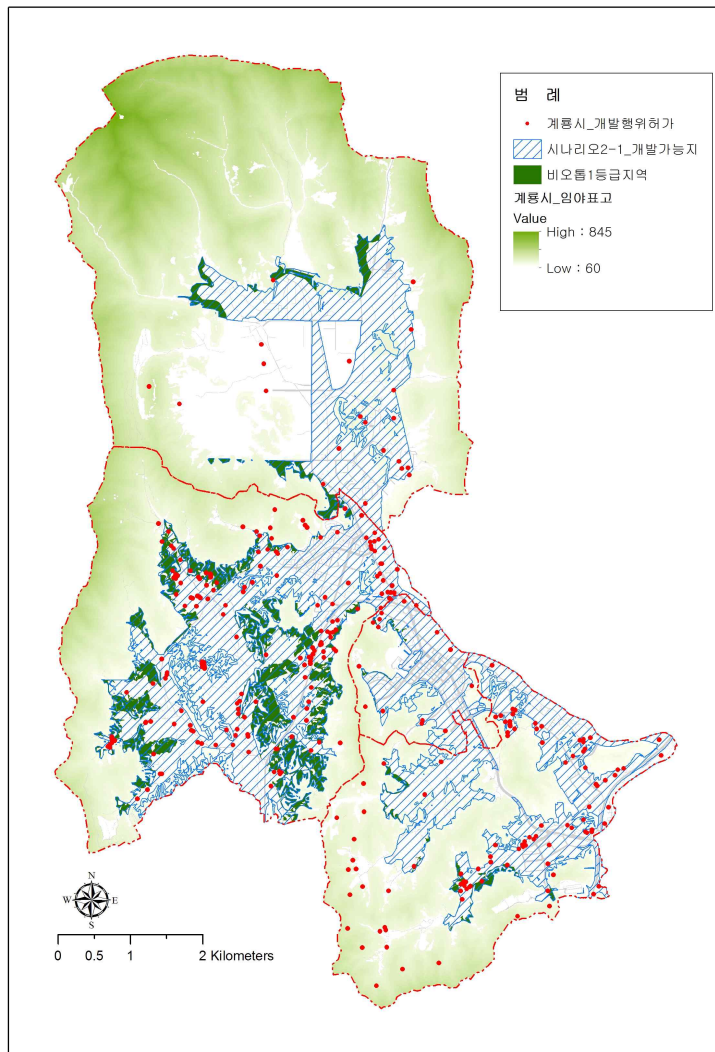 범 례
계룡시_개발행위허가
시나리오2-1_개발가능지
비오톱1등급지역
계룡시_임야표고
Value
High : 845
Low : 60
N
W E
S
0 0.5 1 2 Kilometers